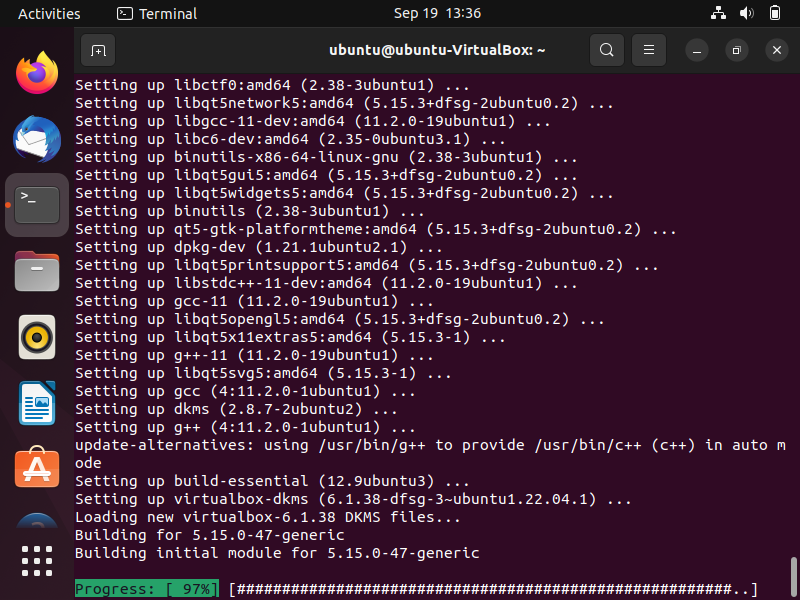 Activities
Terminal
Sep 19 13:36
ubuntu@ubuntu-VirtualBox: ~
Setting up libctf0:amd64 (2.38-3ubuntu1) ...
Setting up libqt5network5:amd64 (5.15.3+dfsg-2ubuntu0.2) ...
Setting up libgcc-11-dev:amd64 (11.2.0-19ubuntu1) ...
Setting up libc6-dev:amd64 (2.35-0ubuntu3.1) ...
Setting up binutils-x86-64-linux-gnu (2.38-3ubuntu1) ...
Setting up libqt5gui5:amd64 (5.15.3+dfsg-2ubuntu0.2) ...
Setting up libqt5widgets5:amd64 (5.15.3+dfsg-2ubuntu0.2) ...
Setting up binutils (2.38-3ubuntu1) ...
Setting up qt5-gtk-platformtheme:amd64 (5.15.3+dfsg-2ubuntu0.2) ...
Setting up dpkg-dev (1.21.1ubuntu2.1) ...
Setting up libqt5printsupport5:amd64 (5.15.3+dfsg-2ubuntu0.2) ...
Setting up libstdc++-11-dev:amd64 (11.2.0-19ubuntu1) ...
Setting up gcc-11 (11.2.0-19ubuntu1) ...
Setting up libqt5opengl5:amd64 (5.15.3+dfsg-2ubuntu0.2) ...
Setting up libqt5x11extras5:amd64 (5.15.3-1) ...
Setting up g++-11 (11.2.0-19ubuntu1) ...
Setting up libqt5svg5:amd64 (5.15.3-1) ...
Setting up gcc (4:11.2.0-1ubuntu1) ...
Setting up dkms (2.8.7-2ubuntu2) ...
Setting up g++ (4:11.2.0-1ubuntu1) ...
update-alternatives: using /usr/bin/g++ to provide /usr/bin/c++ (c++) in auto m
ode
Setting up build-essential (12.9ubuntu3) ...
Setting up virtualbox-dkms (6.1.38-dfsg-3~ubuntu1.22.04.1) ...
Loading new virtualbox-6.1.38 DKMS files...
Building for 5.15.0-47-generic
Building initial module for 5.15.0-47-generic
Progress: [ 97%] [#######################################################..]